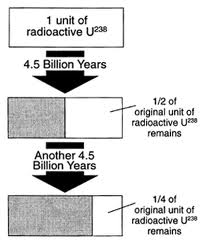 1 unit of
radioactive U²³⁸
4.5 Billion Years
1/2 of
original unit of
radioactive U²³⁸
remains
Another 4.5
Billion Years
1/4 of
original unit of
radioactive U²³⁸
remains